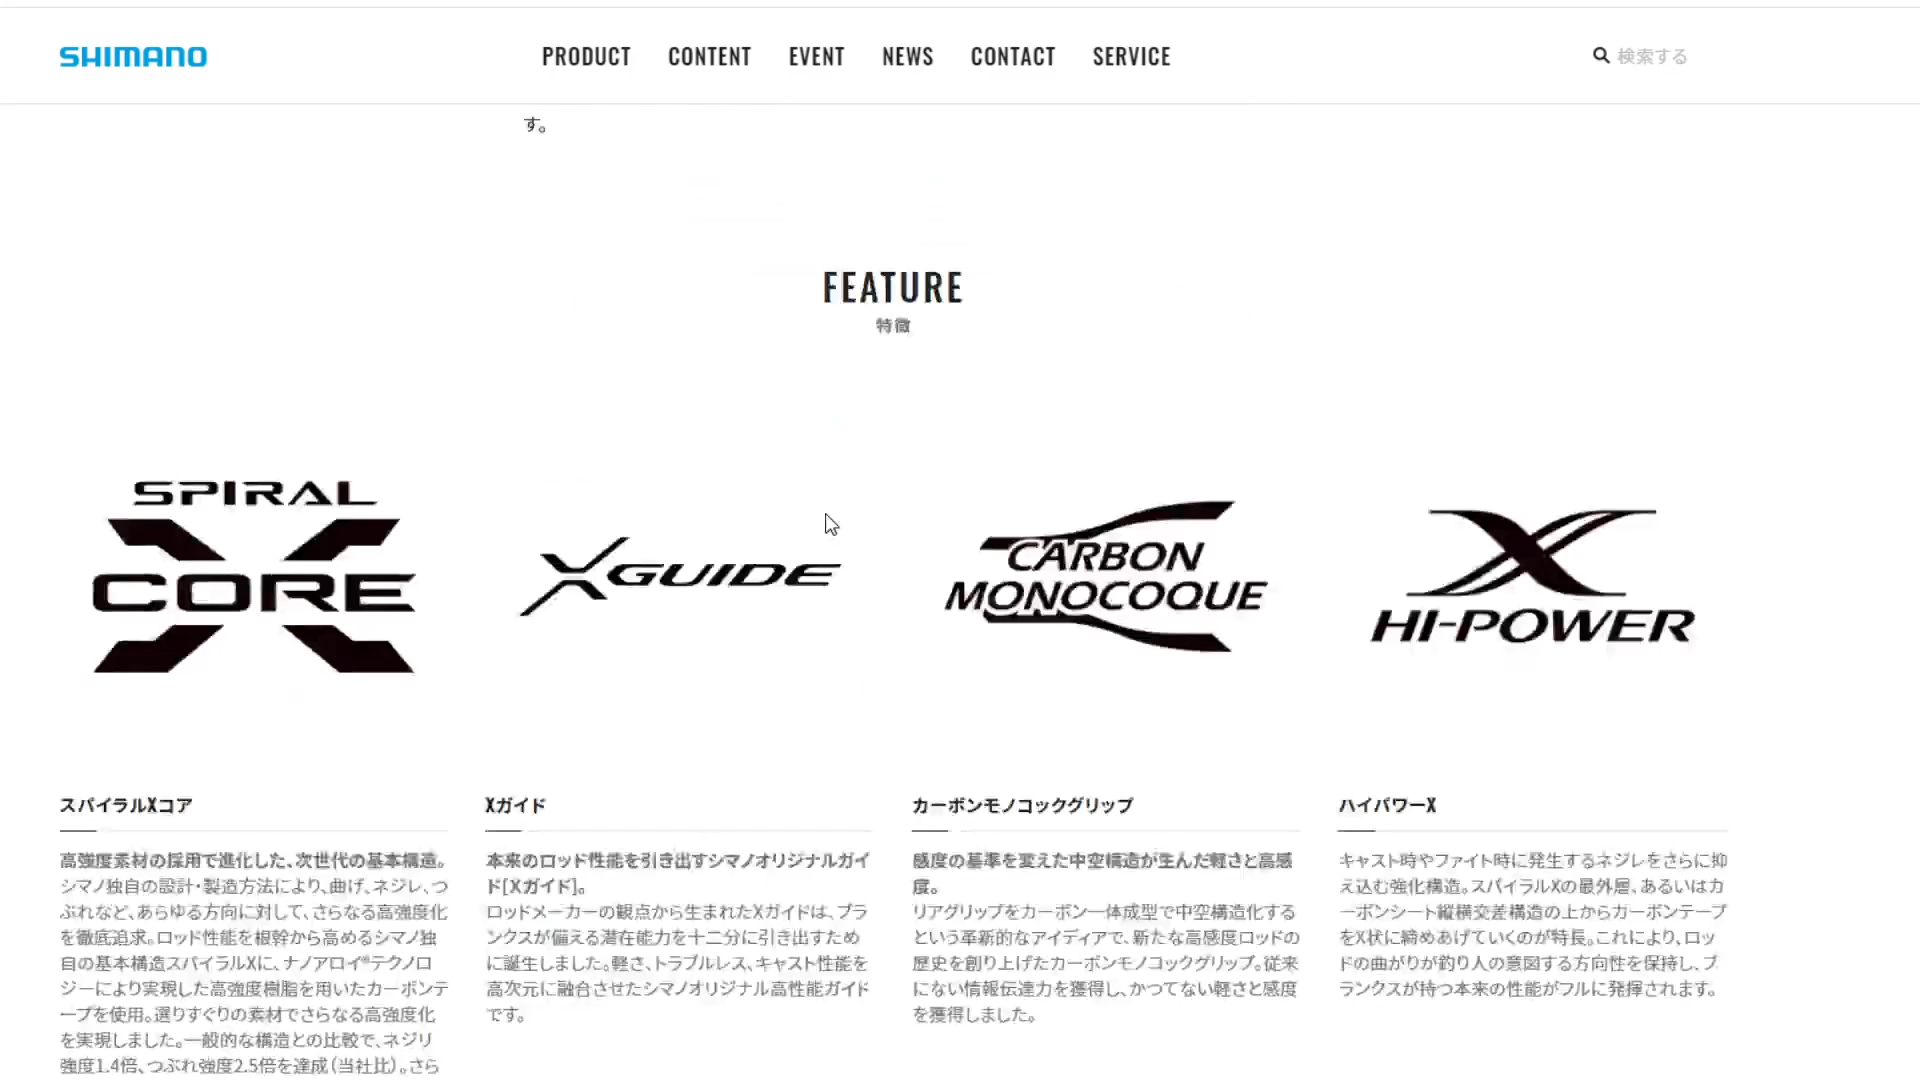 SHIMANO
PRODUCT CONTENT EVENT NEWS CONTACT SERVICE
検索する
す。
FEATURE
特徴
SPIRAL
CORE
XGUIDE
CARBON
MONOCOQUE
X
HI-POWER
スパイラルXコア
高強度素材の採用で進化した、次世代の基本構造。
シマノ独自の設計・製造方法により、曲げ、ネジレ、つ
ぶれなど、あらゆる方向に対して、さらなる高強度化
を徹底追求。ロッド性能を根幹から高めるシマノ独
自の基本構造スパイラルXに、ナノアロイ®テクノロ
ジーにより実現した高強度樹脂を用いたカーボンテ
ープを使用。選りすぐりの素材でさらなる高強度化
を実現しました。一般的な構造との比較で、ネジリ
強度1.4倍、つぶれ強度2.5倍を達成（当社比）。さら
Xガイド
本来のロッド性能を引き出すシマノオリジナルガイ
ド[Xガイド]。
ロッドメーカーの観点から生まれたXガイドは、ブラ
ンクスが備える潜在能力を十二分に引き出すため
に誕生しました。軽さ、トラブルレス、キャスト性能を
高次元に融合させたシマノオリジナル高性能ガイド
です。
カーボンモノコックグリップ
感度の基準を変えた中空構造が生んだ軽さと高感
度。
リアグリップをカーボン一体成型で中空構造化する
という革新的なアイディアで、新たな高感度ロッドの
歴史を創り上げたカーボンモノコックグリップ。従来
にない情報伝達力を獲得し、かつてない軽さと感度
を獲得しました。
ハイパワーX
キャスト時やファイト時に発生するネジレをさらに抑
え込む強化構造。スパイラルXの最外層、あるいはカ
ーボンシート縦横交差構造の上からカーボンテープ
をX状に締めあげていくのが特長。これにより、ロッ
ドの曲がりが釣り人の意図する方向性を保持し、ブ
ランクスが持つ本来の性能がフルに発揮されます。